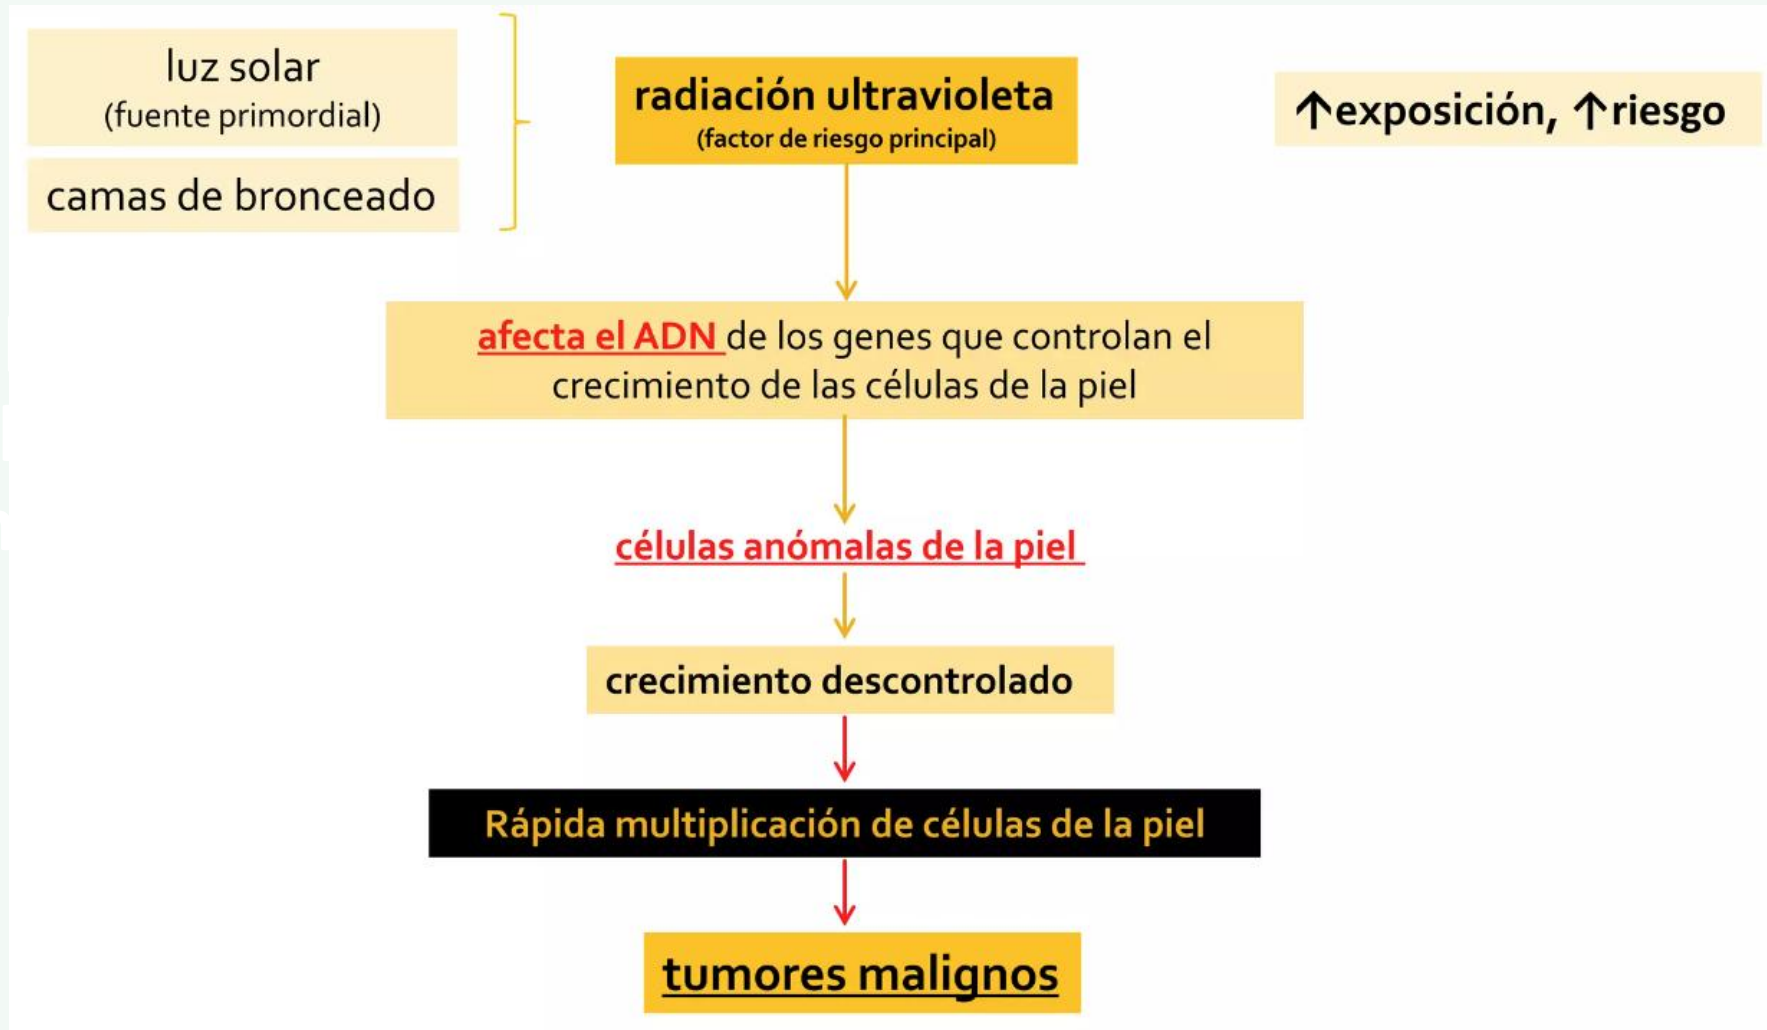 luz solar
(fuente primordial)
camas de bronceado
radiación ultravioleta
(factor de riesgo principal)
↑exposición, ↑riesgo
afecta el ADN de los genes que controlan el
crecimiento de las células de la piel
células anómalas de la piel
crecimiento descontrolado
Rápida multiplicación de células de la piel
tumores malignos